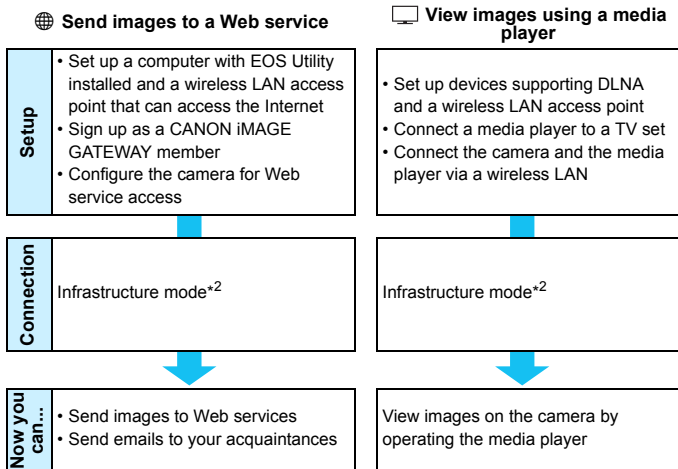 Send images to a Web service
Setup
• Set up a computer with EOS Utility
installed and a wireless LAN access
point that can access the Internet
• Sign up as a CANON iMAGE
GATEWAY member
• Configure the camera for Web
service access
Connection
Infrastructure mode*2
Now you
can...
• Send images to Web services
• Send emails to your acquaintances
View images using a media
player
• Set up devices supporting DLNA
and a wireless LAN access point
• Connect a media player to a TV set
• Connect the camera and the media
player via a wireless LAN
Infrastructure mode*2
View images on the camera by
operating the media player